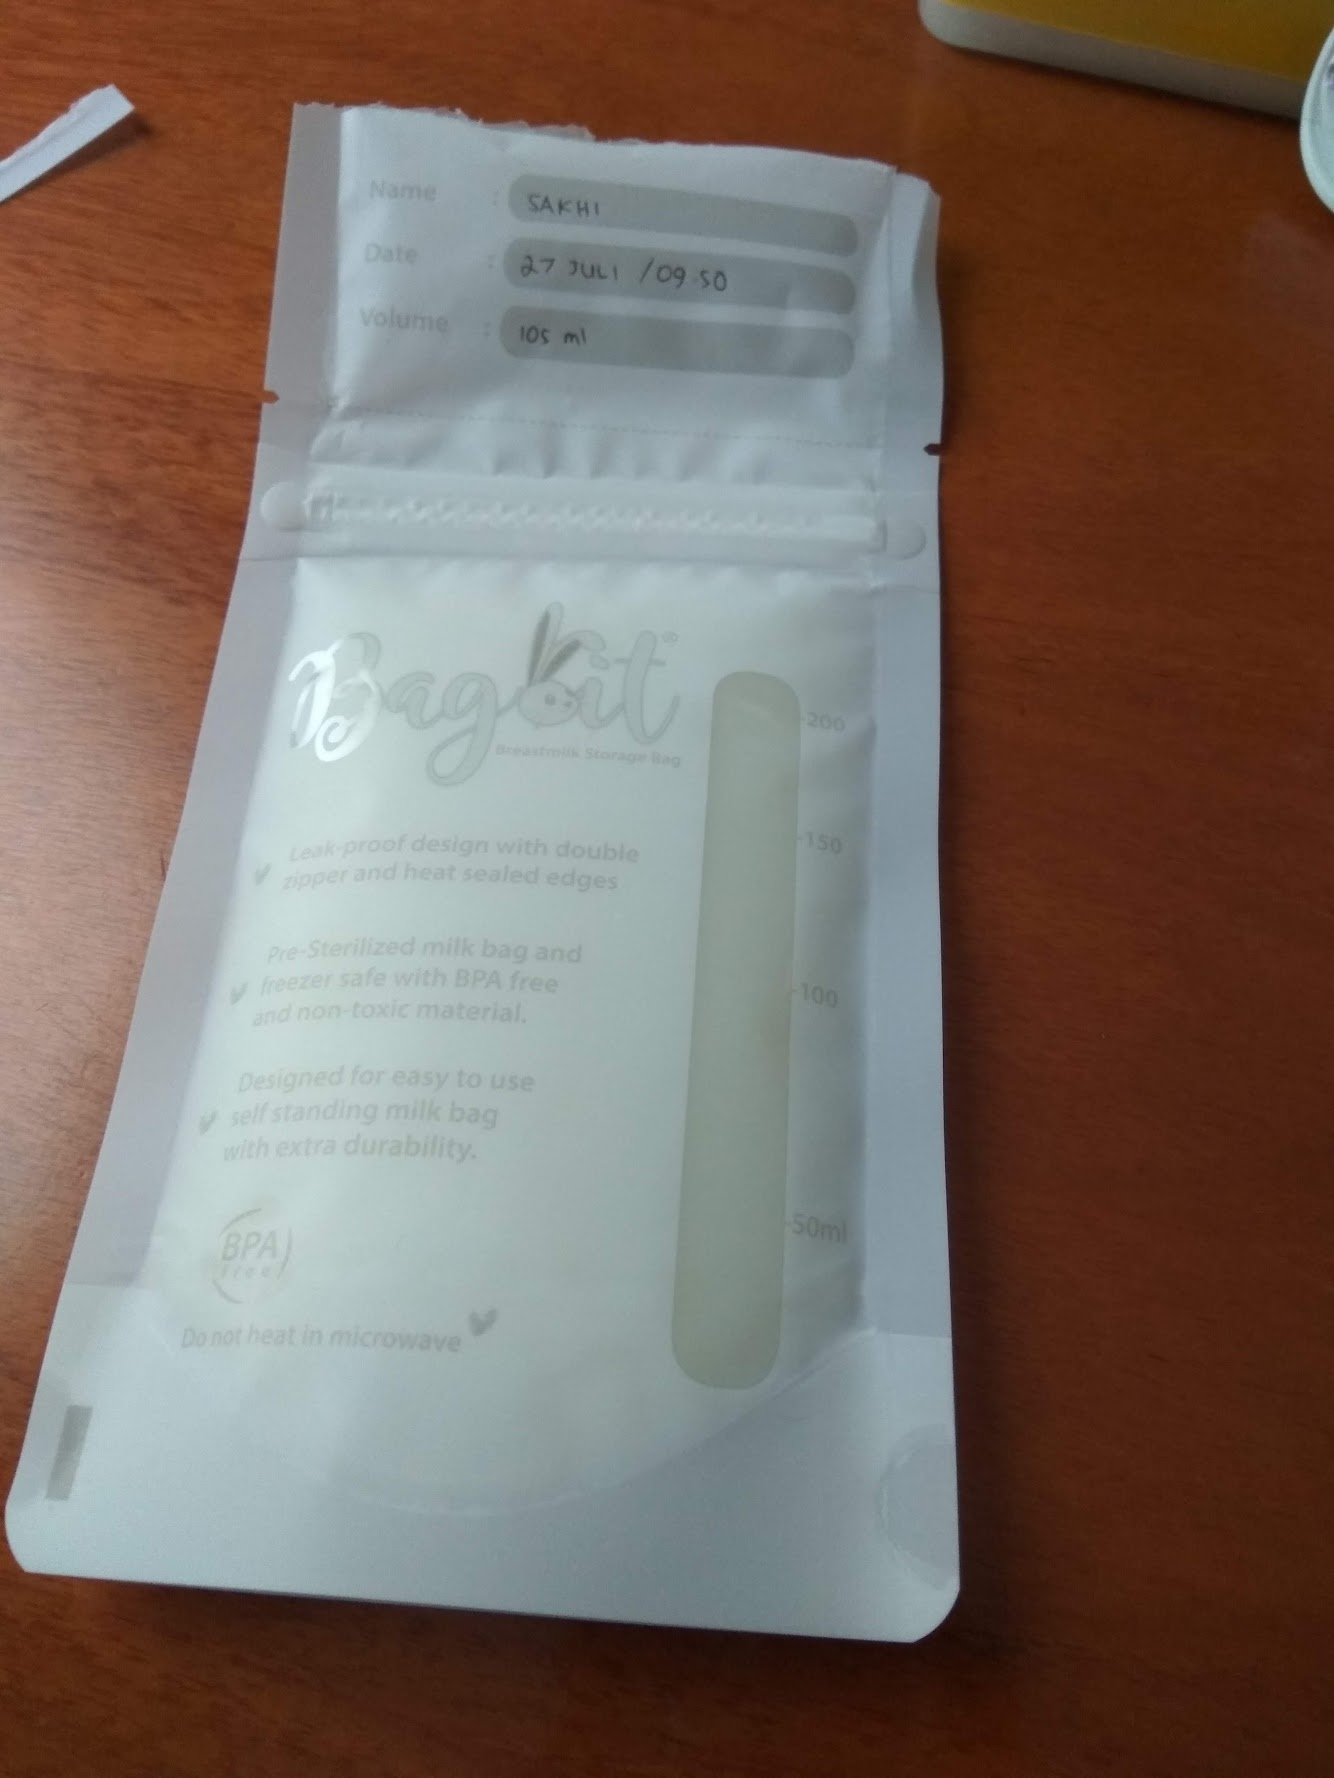 Name : SAKHI
Date : 27 JULI / 09.50
Volume : 105 ml
Bagbit®
Breastmilk Storage Bag
200
150
100
50ml
Leak-proof design with double
zipper and heat sealed edges
Pre-Sterilized milk bag and
freezer safe with BPA free
and non-toxic material.
Designed for easy to use
self standing milk bag
with extra durability.
BPA
free
Do not heat in microwave